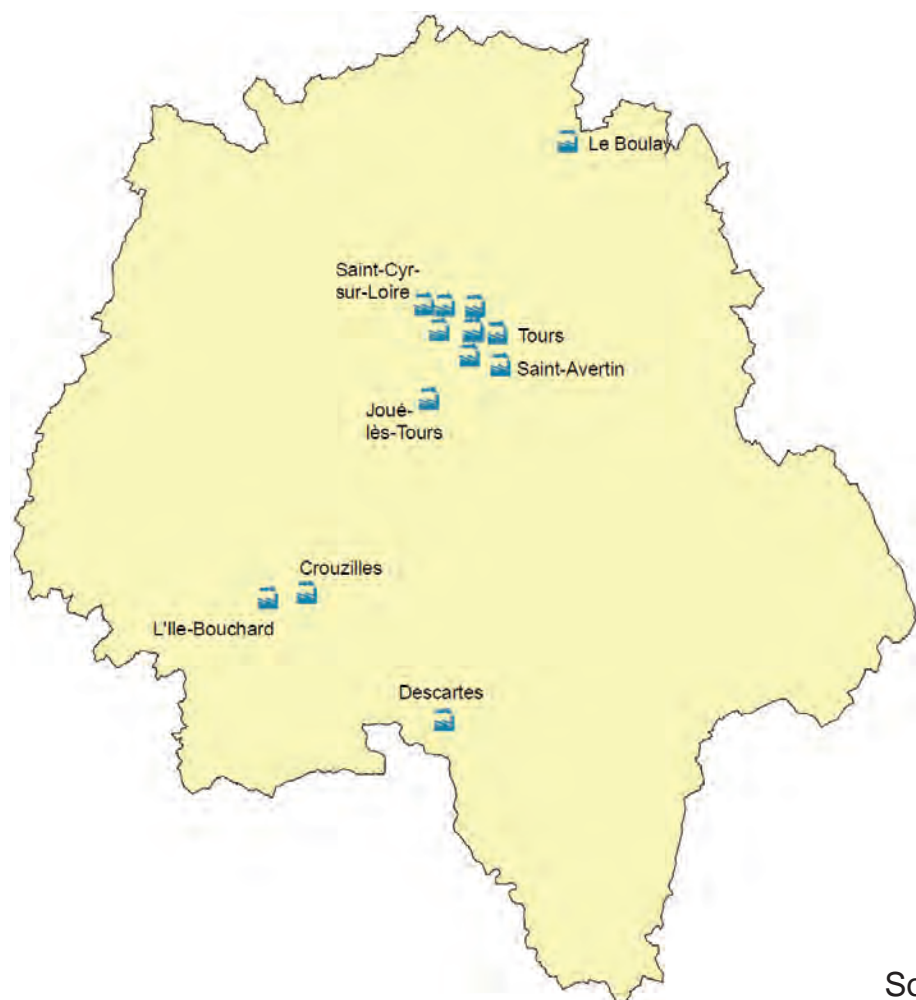 Le Boulay
Saint-Cyr-
sur-Loire
Tours
Saint-Avertin
Joué-
lès-Tours
Crouzilles
L'Ile-Bouchard
Descartes